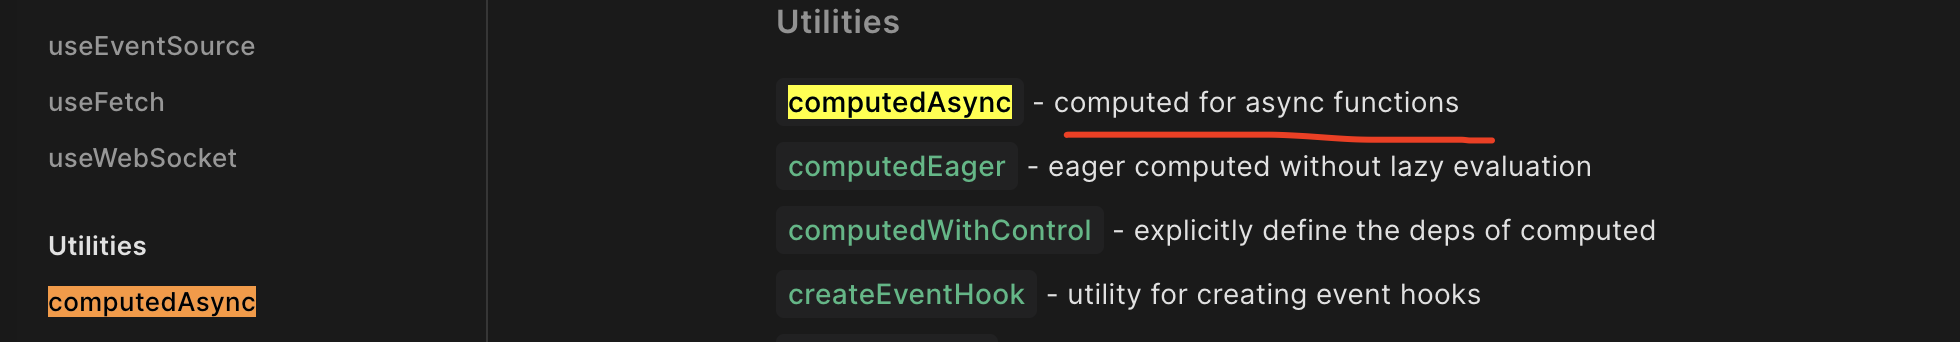 useEventSource
useFetch
useWebSocket
Utilities
computedAsync
Utilities
computedAsync - computed for async functions
computedEager - eager computed without lazy evaluation
computedWithControl - explicitly define the deps of computed
createEventHook - utility for creating event hooks